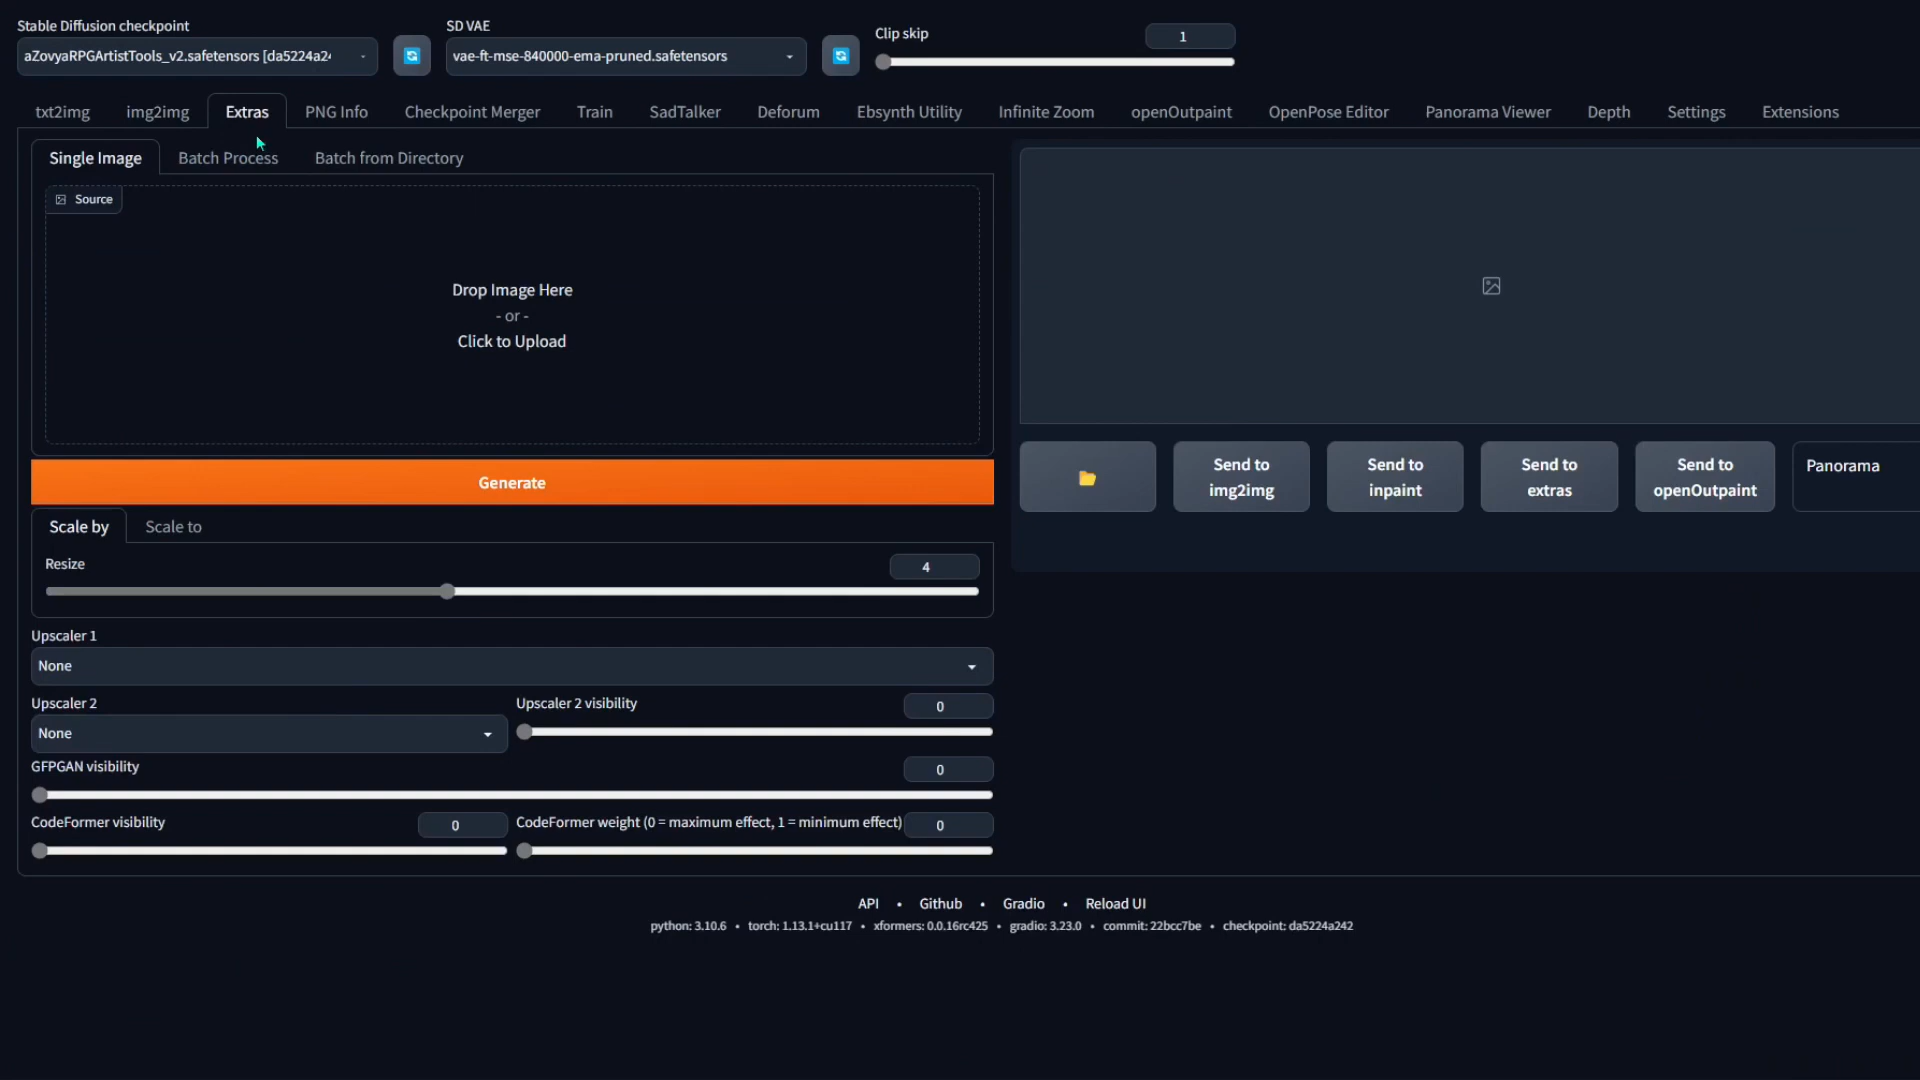 Stable Diffusion checkpoint
aZovyaRPGArtistTools_v2.safetensors [da5224a2
SD VAE
vae-ft-mse-840000-ema-pruned.safetensors
Clip skip
1
txt2img img2img Extras PNG Info Checkpoint Merger Train SadTalker Deforum Ebsynth Utility Infinite Zoom openOutpaint OpenPose Editor Panorama Viewer Depth Settings Extensions
Single Image Batch Process Batch from Directory
Source
Drop Image Here
- or -
Click to Upload
Generate
Send to
img2img
Send to
inpaint
Send to
extras
Send to
openOutpaint
Panorama
Scale by Scale to
Resize
4
Upscaler 1
None
Upscaler 2
None
Upscaler 2 visibility
0
GFPGAN visibility
0
CodeFormer visibility
0
CodeFormer weight (0 = maximum effect, 1 = minimum effect)
0
API • Github • Gradio • Reload UI
python: 3.10.6 • torch: 1.13.1+cu117 • xformers: 0.0.16rc425 • gradio: 3.23.0 • commit: 22bcc7be • checkpoint: da5224a242